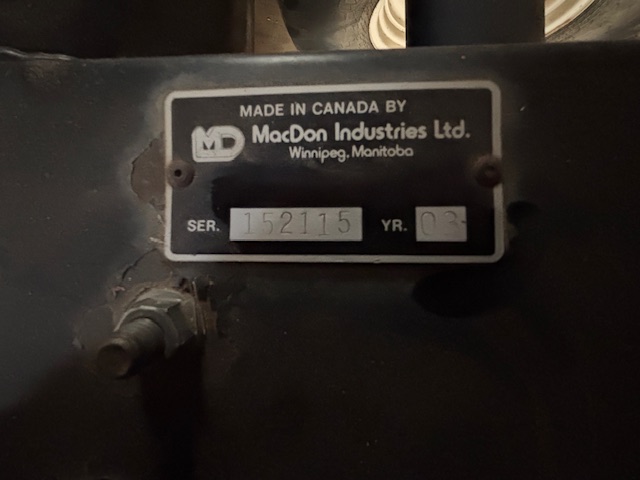 MADE IN CANADA BY
MD MacDon Industries Ltd.
Winnipeg, Manitoba
SER. 152115 YR. 03